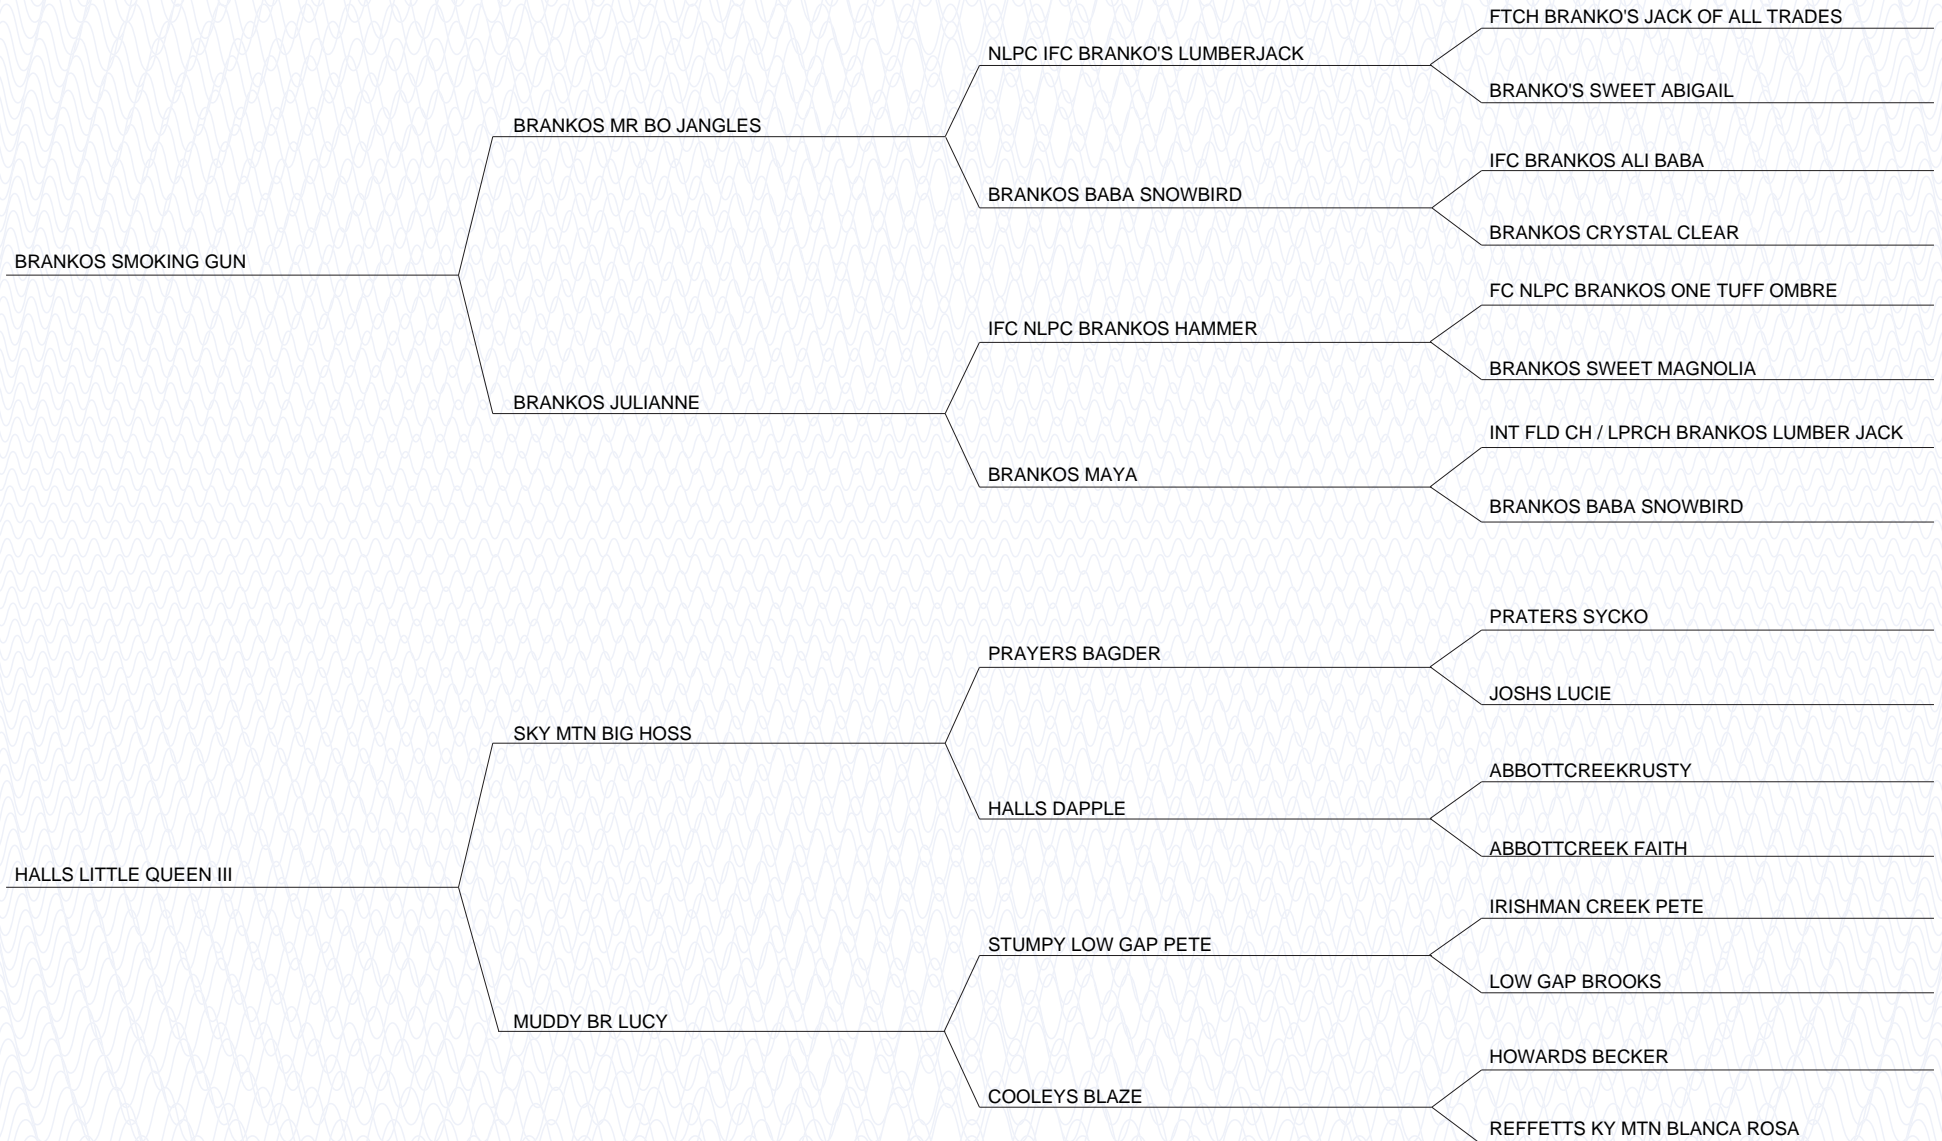 FTCH BRANKO'S JACK OF ALL TRADES
NLPC IFC BRANKO'S LUMBERJACK
BRANKO'S SWEET ABIGAIL
BRANKOS MR BO JANGLES
IFC BRANKOS ALI BABA
BRANKOS BABA SNOWBIRD
BRANKOS CRYSTAL CLEAR
BRANKOS SMOKING GUN
FC NLPC BRANKOS ONE TUFF OMBRE
IFC NLPC BRANKOS HAMMER
BRANKOS SWEET MAGNOLIA
BRANKOS JULIANNE
INT FLD CH / LPRCH BRANKOS LUMBER JACK
BRANKOS MAYA
BRANKOS BABA SNOWBIRD
PRATERS SYCKO
PRAYERS BAGDER
JOSHS LUCIE
SKY MTN BIG HOSS
ABBOTTCREEKRUSTY
HALLS DAPPLE
ABBOTTCREEK FAITH
HALLS LITTLE QUEEN III
IRISHMAN CREEK PETE
STUMPY LOW GAP PETE
LOW GAP BROOKS
MUDDY BR LUCY
HOWARDS BECKER
COOLEYS BLAZE
REFFETTS KY MTN BLANCA ROSA